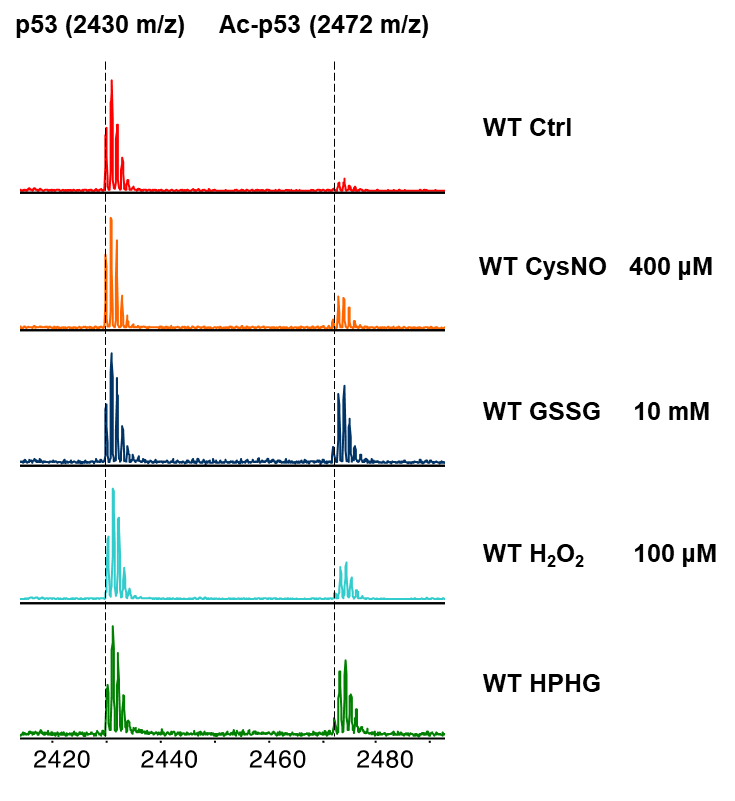 p53 (2430 m/z) Ac-p53 (2472 m/z)
WT Ctrl
WT CysNO 400 µM
WT GSSG 10 mM
WT H₂O₂ 100 µM
WT HPHG
2420 2440 2460 2480